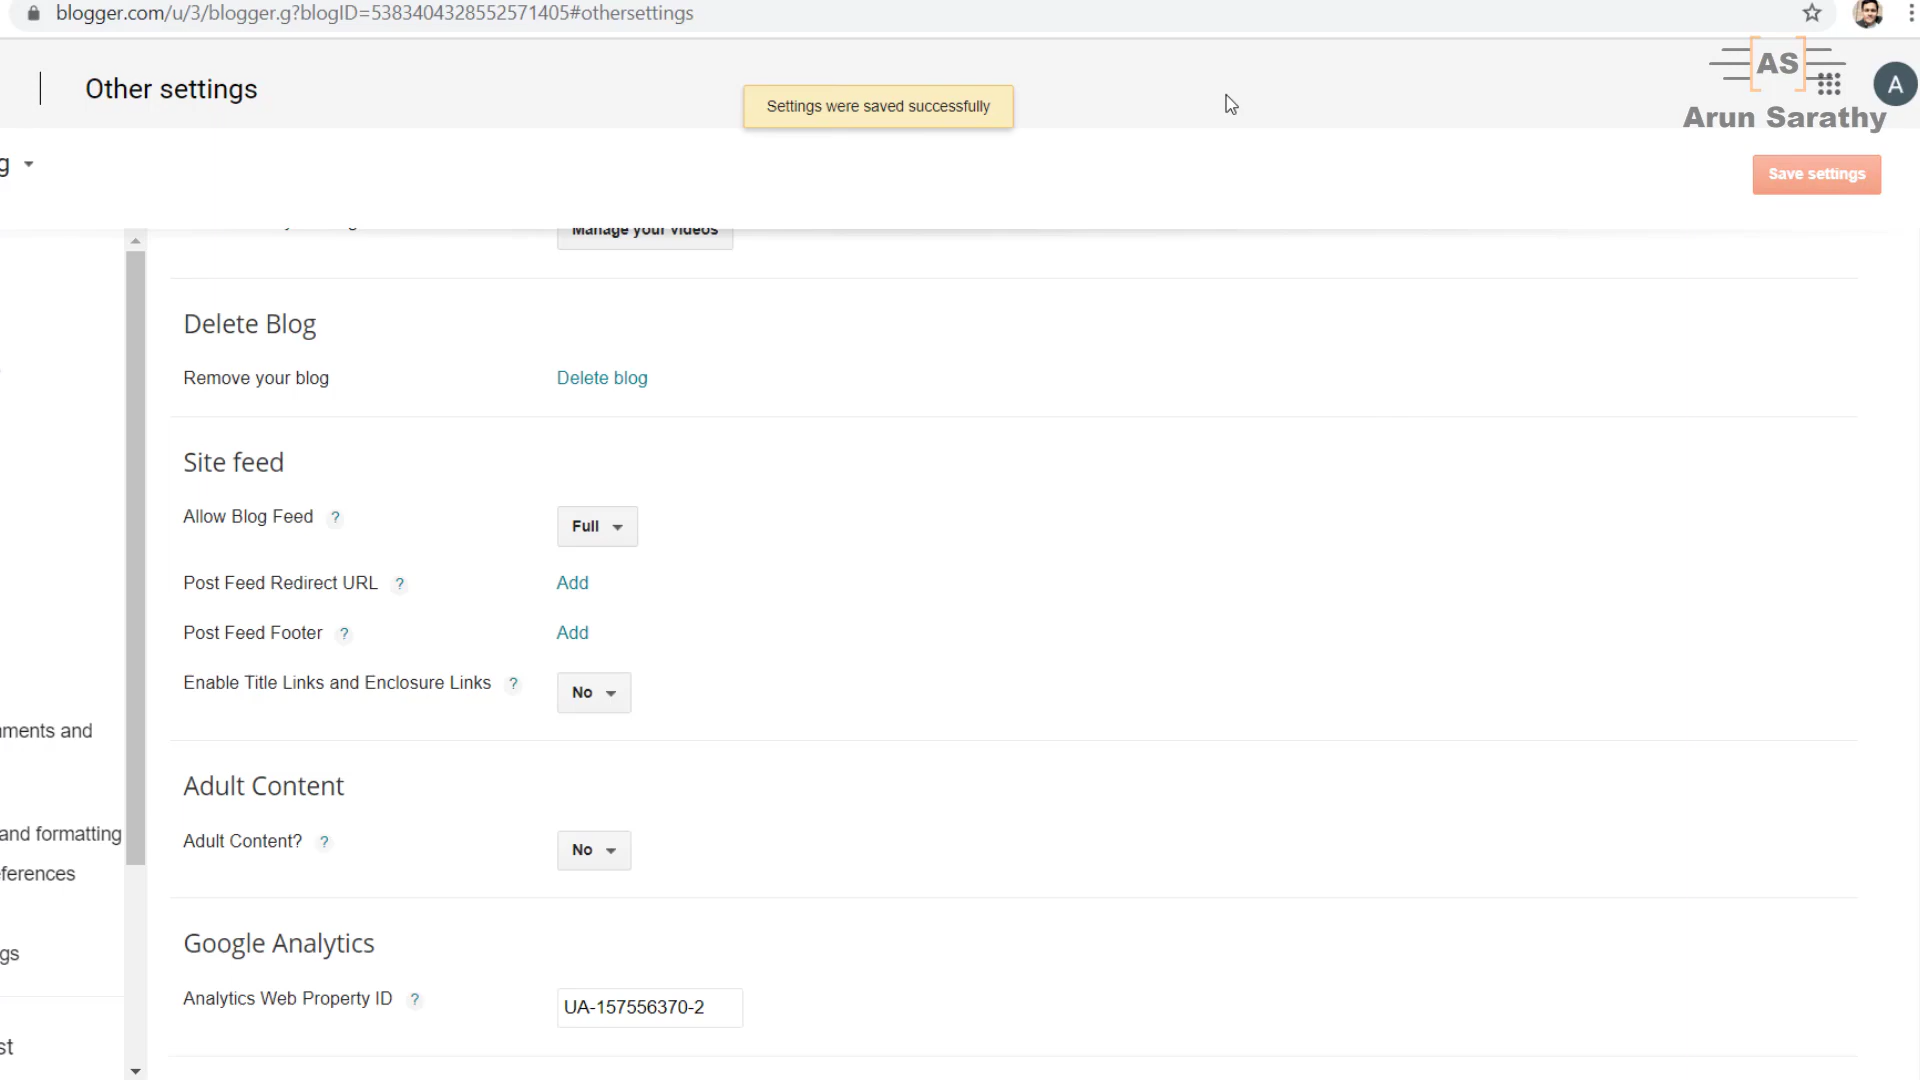 blogger.com/u/3/blogger.g?blogID=5383404328552571405#othersettings
Other settings
Settings were saved successfully
AS
A
Arun Sarathy
g
Save settings
Manage your videos
Delete Blog
Remove your blog
Delete blog
Site feed
Allow Blog Feed ?
Full
Post Feed Redirect URL ?
Add
Post Feed Footer ?
Add
Enable Title Links and Enclosure Links ?
No
ments and
Adult Content
and formatting
Adult Content? ?
No
ferences
Google Analytics
gs
Analytics Web Property ID ?
UA-157556370-2
st